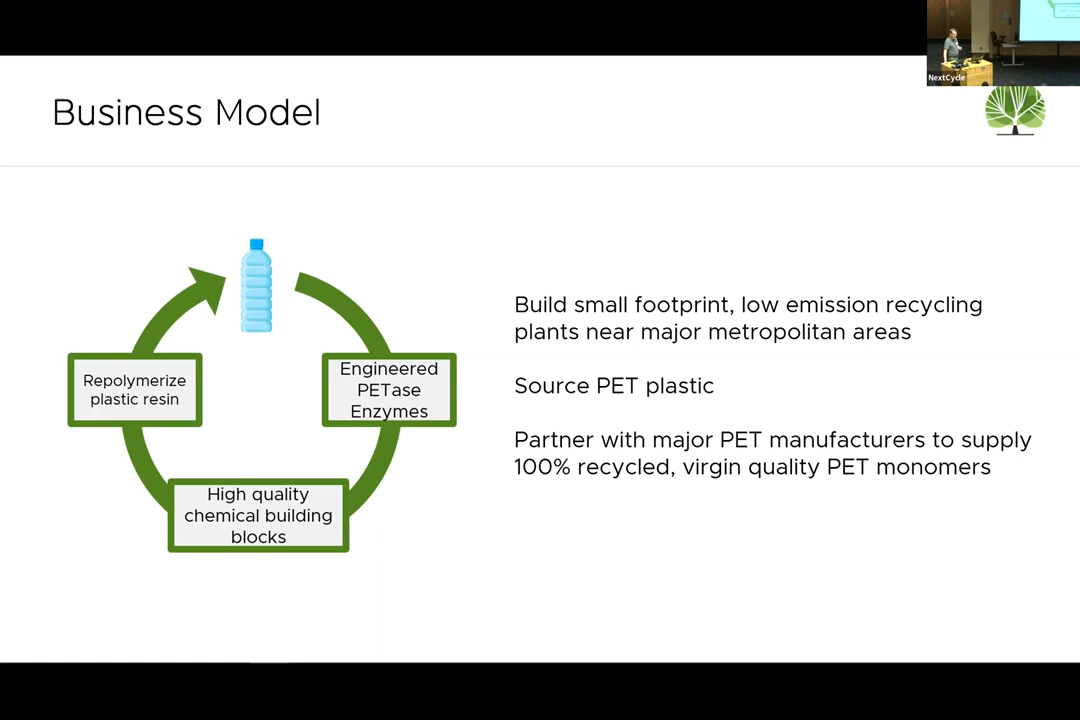 NextCycle
Business Model
Engineered
PETase
Enzymes
High quality
chemical building
blocks
Repolymerize
plastic resin
Build small footprint, low emission recycling
plants near major metropolitan areas
Source PET plastic
Partner with major PET manufacturers to supply
100% recycled, virgin quality PET monomers